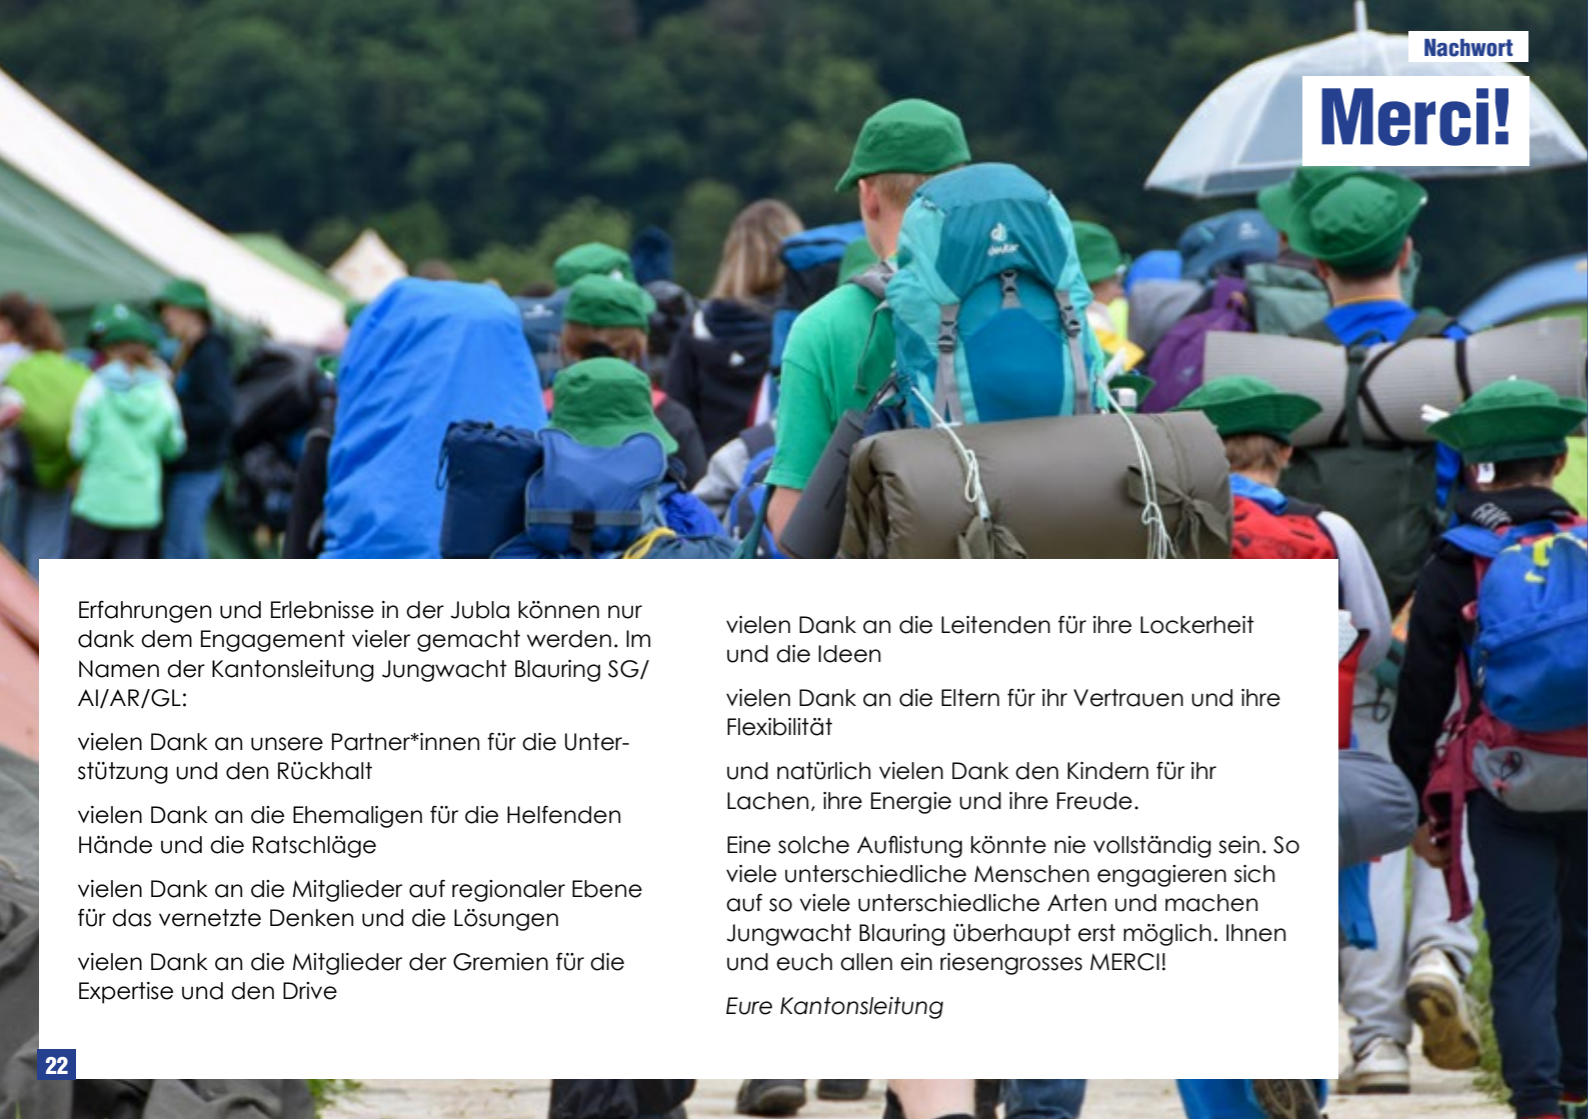 Nachwort
Merci!
deuter
Erfahrungen und Erlebnisse in der Jubla können nur
dank dem Engagement vieler gemacht werden. Im
Namen der Kantonsleitung Jungwacht Blauring SG/
AI/AR/GL:
vielen Dank an unsere Partner*innen für die Unter-
stützung und den Rückhalt
vielen Dank an die Ehemaligen für die Helfenden
Hände und die Ratschläge
vielen Dank an die Mitglieder auf regionaler Ebene
für das vernetzte Denken und die Lösungen
vielen Dank an die Mitglieder der Gremien für die
Expertise und den Drive
vielen Dank an die Leitenden für ihre Lockerheit
und die Ideen
vielen Dank an die Eltern für ihr Vertrauen und ihre
Flexibilität
und natürlich vielen Dank den Kindern für ihr
Lachen, ihre Energie und ihre Freude.
Eine solche Auflistung könnte nie vollständig sein. So
viele unterschiedliche Menschen engagieren sich
auf so viele unterschiedliche Arten und machen
Jungwacht Blauring überhaupt erst möglich. Ihnen
und euch allen ein riesengrosses MERCI!
Eure Kantonsleitung
22